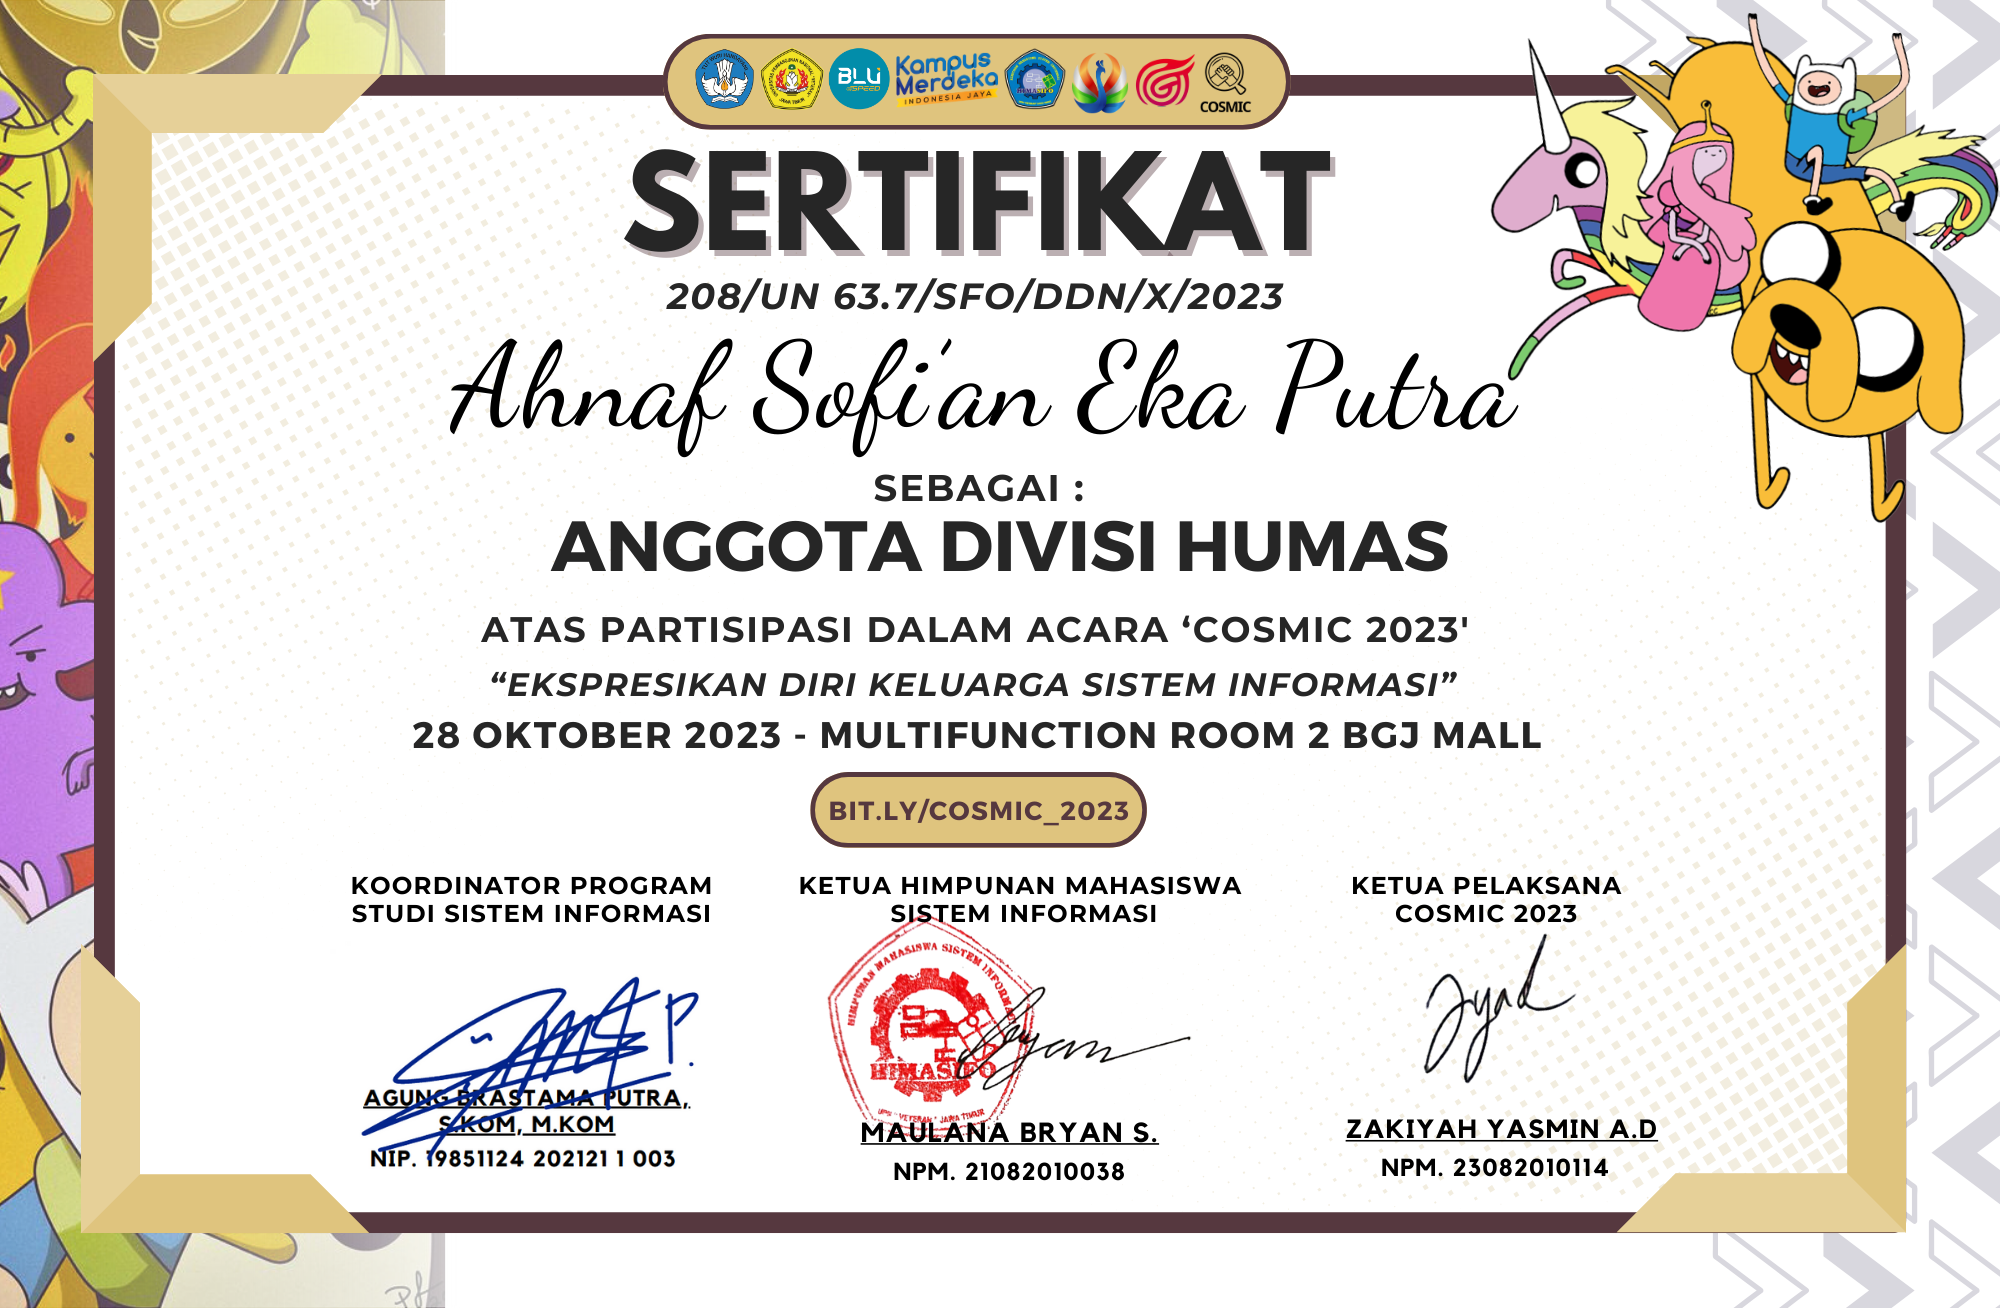 BLU
SPEED
Kampus
Merdeka
INDONESIA JAYA
COSMIC
SERTIFIKAT
208/UN 63.7/SFO/DDN/X/2023
Ahnaf Sofi'an Eka Putra
SEBAGAI :
ANGGOTA DIVISI HUMAS
ATAS PARTISIPASI DALAM ACARA ‘COSMIC 2023'
“EKSPRESIKAN DIRI KELUARGA SISTEM INFORMASI”
28 OKTOBER 2023 - MULTIFUNCTION ROOM 2 BGJ MALL
BIT.LY/COSMIC_2023
KOORDINATOR PROGRAM
STUDI SISTEM INFORMASI
AGUNG BRASTAMA PUTRA,
S.KOM, M.KOM
NIP. 19851124 202121 1 003
KETUA HIMPUNAN MAHASISWA
SISTEM INFORMASI
HIMPUNAN MAHASISWA SISTEM INFORMASI
HIMASIFO
UPN "VETERAN" JAWA TIMUR
MAULANA BRYAN S.
NPM. 21082010038
KETUA PELAKSANA
COSMIC 2023
ZAKIYAH YASMIN A.D
NPM. 23082010114